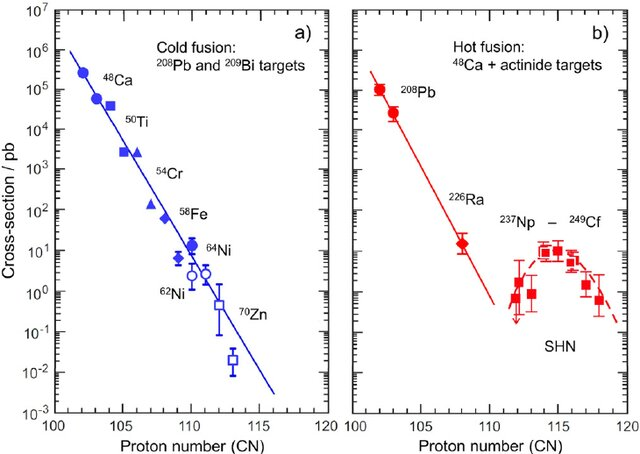 a)
Cold fusion:
²⁰⁸Pb and ²⁰⁹Bi targets
⁴⁸Ca
⁵⁰Ti
⁵⁴Cr
⁵⁸Fe
⁶⁴Ni
⁶²Ni
⁷⁰Zn
10⁷
10⁶
10⁵
10⁴
10³
10²
10¹
10⁰
10⁻¹
10⁻²
10⁻³
Cross-section / pb
100 105 110 115 120
Proton number (CN)
b)
Hot fusion:
⁴⁸Ca + actinide targets
²⁰⁸Pb
²²⁶Ra
²³⁷Np – ²⁴⁹Cf
SHN
100 105 110 115 120
Proton number (CN)